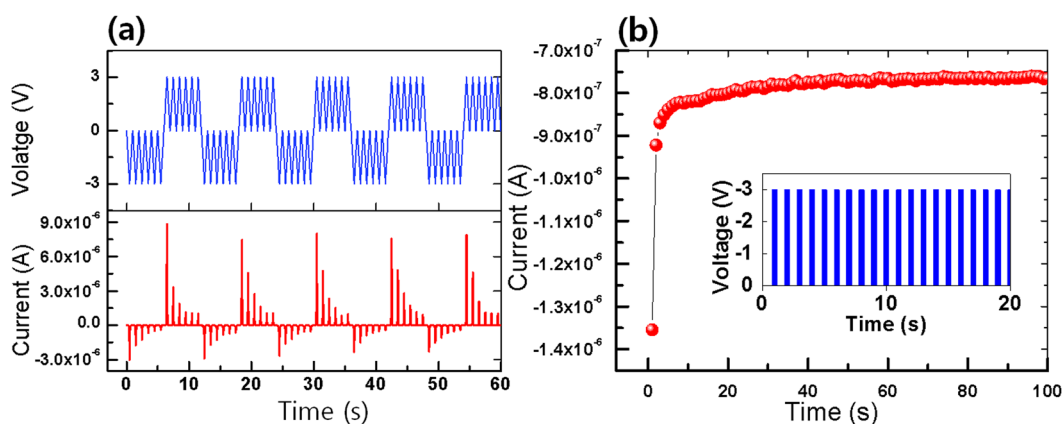 (a)
Volatge (V)
3
0
-3
Current (A)
9.0x10⁻⁶
6.0x10⁻⁶
3.0x10⁻⁶
0.0
-3.0x10⁻⁶
0 10 20 30 40 50 60
Time (s)
(b)
Current (A)
-7.0x10⁻⁷
-8.0x10⁻⁷
-9.0x10⁻⁷
-1.0x10⁻⁶
-1.1x10⁻⁶
-1.2x10⁻⁶
-1.3x10⁻⁶
-1.4x10⁻⁶
0 20 40 60 80 100
Time (s)
Voltage (V)
-3
-2
-1
-0
0 10 20
Time (s)